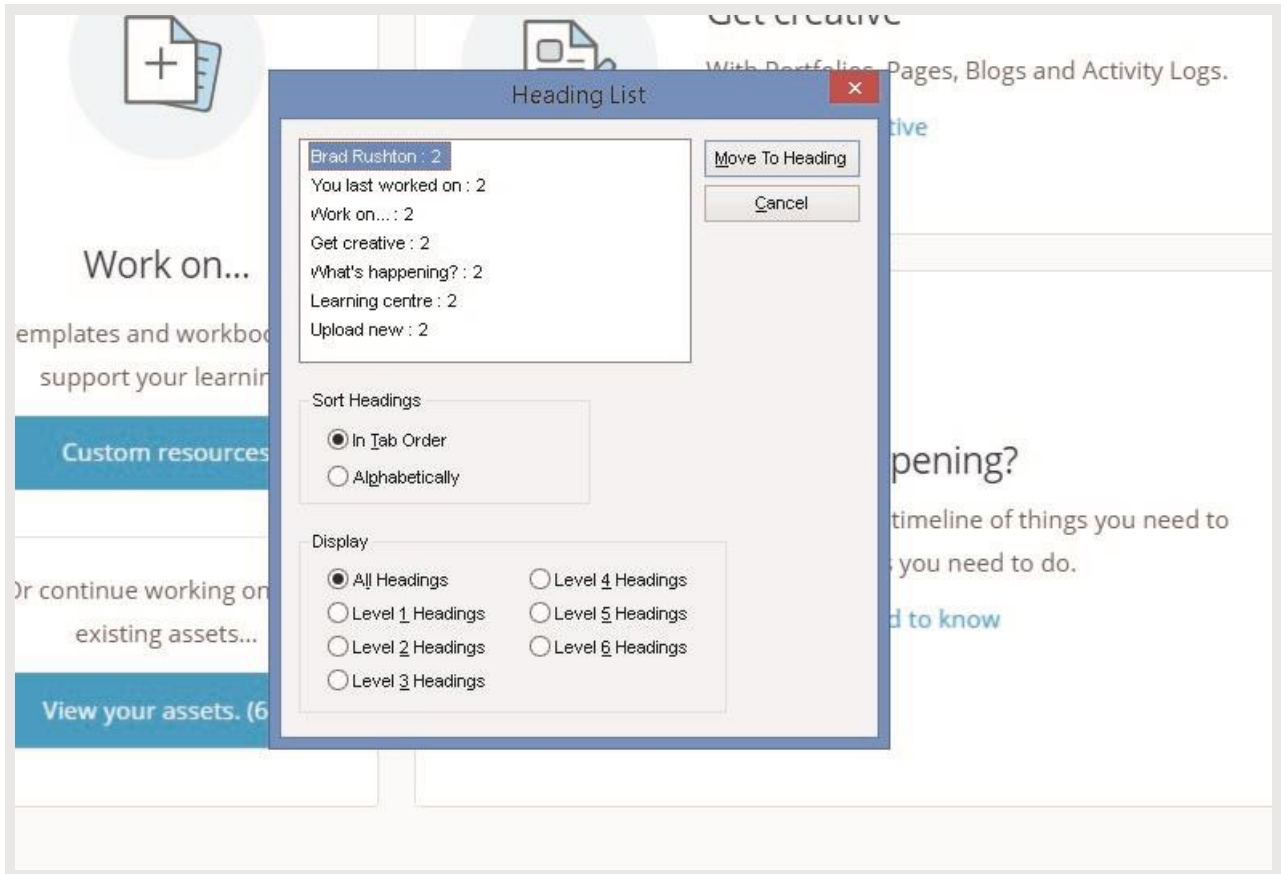 Get creative
With Portfolios, Pages, Blogs and Activity Logs.
tive
Heading List
Brad Rushton : 2
You last worked on : 2
Work on... : 2
Get creative : 2
What's happening? : 2
Learning centre : 2
Upload new : 2
Move To Heading
Cancel
Sort Headings
In Tab Order
Alphabetically
Display
All Headings
Level 1 Headings
Level 2 Headings
Level 3 Headings
Level 4 Headings
Level 5 Headings
Level 6 Headings
Work on...
emplates and workboo
support your learnin
Custom resources
Or continue working on
existing assets...
View your assets. (6
pening?
timeline of things you need to
you need to do.
d to know